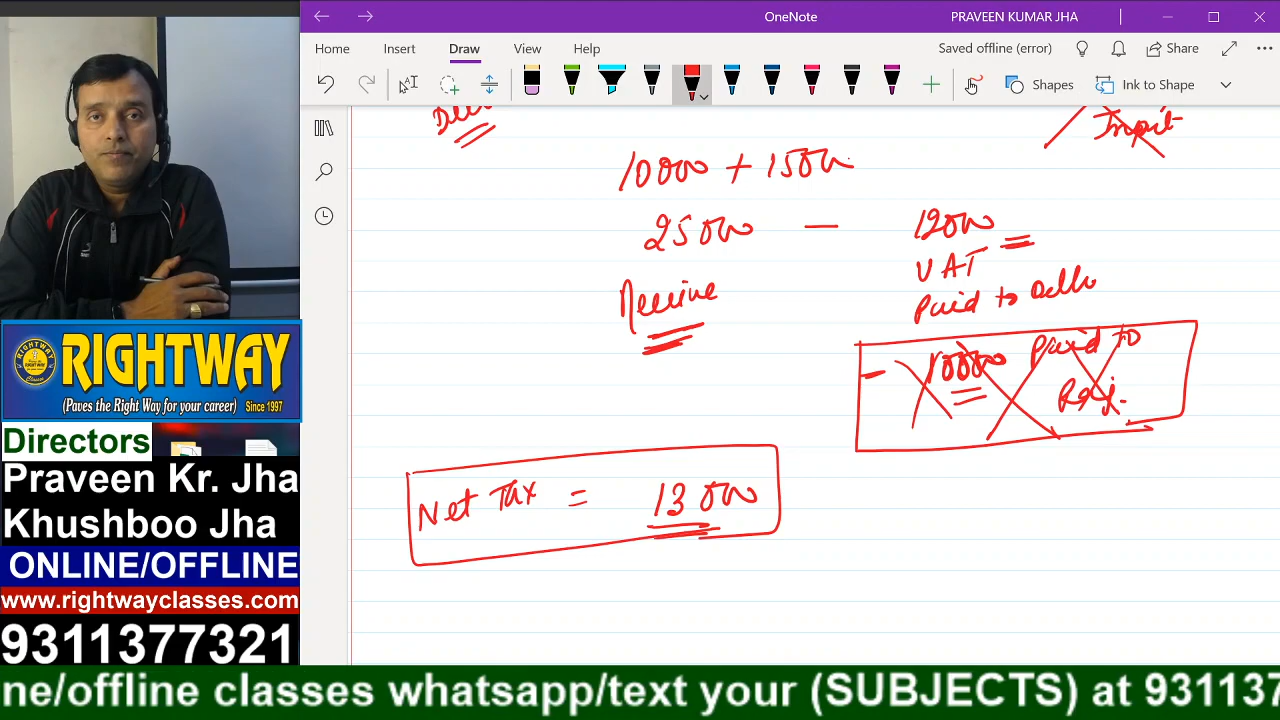 OneNote
PRAVEEN KUMAR JHA
Home Insert Draw View Help
Saved offline (error)
Share
Shapes
Ink to Shape
Input
10000 + 15000
25000 — 12000
VAT
Receive
paid to Delhi
- 10000 paid to
Raj.
Net Tax = 13000
RIGHTWAY
(Paves the Right Way for your career) Since 1997
Directors
Praveen Kr. Jha
Khushboo Jha
ONLINE/OFFLINE
www.rightwayclasses.com
9311377321
ne/offline classes whatsapp/text your (SUBJECTS) at 93113